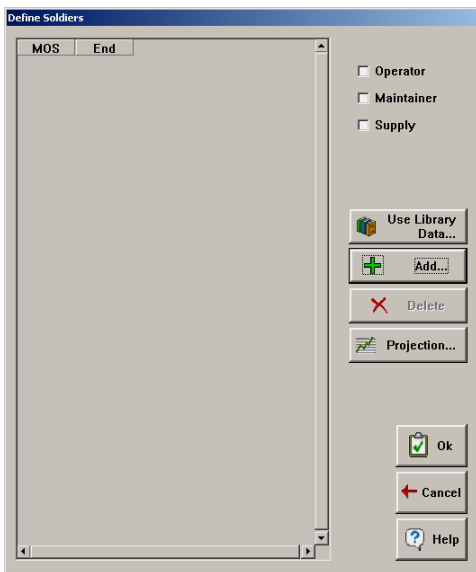 Define Soldiers
MOS End
Operator
Maintainer
Supply
Use Library
Data...
Add...
Delete
Projection...
Ok
Cancel
Help